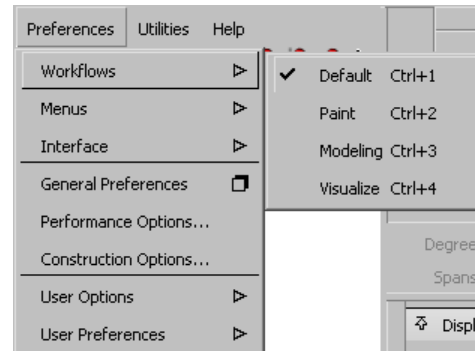 Preferences Utilities Help
Workflows
Menus
Interface
General Preferences
Performance Options...
Construction Options...
User Options
User Preferences
Default Ctrl+1
Paint Ctrl+2
Modeling Ctrl+3
Visualize Ctrl+4
Degree
Spans
Displ